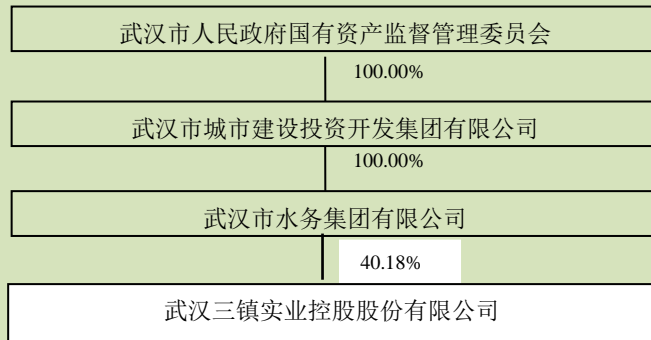 武汉市人民政府国有资产监督管理委员会
100.00%
武汉市城市建设投资开发集团有限公司
100.00%
武汉市水务集团有限公司
40.18%
武汉三镇实业控股股份有限公司